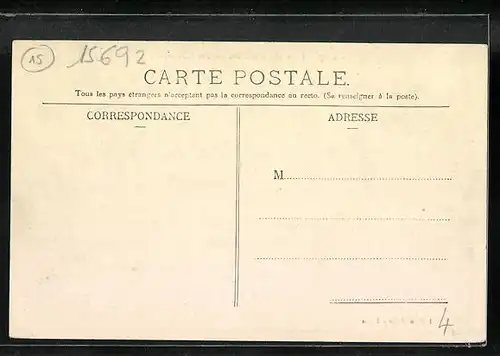 15 15692
CARTE POSTALE.
Tous les pays étrangers n'acceptent pas la correspondance au recto. (Se renseigner à la poste).
CORRESPONDANCE
ADRESSE
M
4